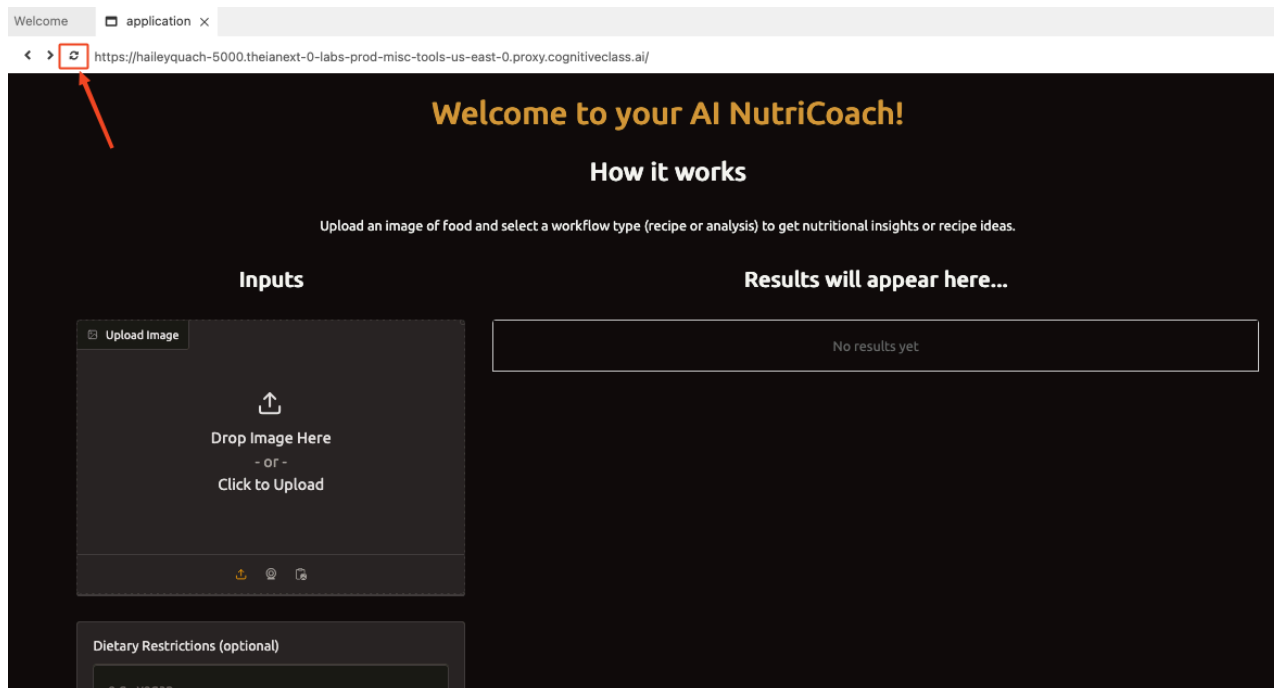 Welcome
application
https://haileyquach-5000.theianext-0-labs-prod-misc-tools-us-east-0.proxy.cognitiveclass.ai/
Welcome to your AI NutriCoach!
How it works
Upload an image of food and select a workflow type (recipe or analysis) to get nutritional insights or recipe ideas.
Inputs
Results will appear here...
Upload Image
No results yet
Drop Image Here
- or -
Click to Upload
Dietary Restrictions (optional)